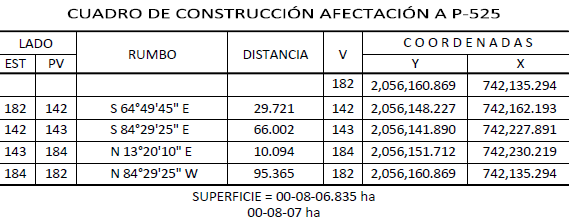 CUADRO DE CONSTRUCCIÓN AFECTACIÓN A P-525
LADO RUMBO DISTANCIA V COORDENADAS
EST PV Y X
182 2,056,160.869 742,135.294
182 142 S 64°49'45" E 29.721 142 2,056,148.227 742,162.193
142 143 S 84°29'25" E 66.002 143 2,056,141.890 742,227.891
143 184 N 13°20'10" E 10.094 184 2,056,151.712 742,230.219
184 182 N 84°29'25" W 95.365 182 2,056,160.869 742,135.294
SUPERFICIE = 00-08-06.835 ha
00-08-07 ha